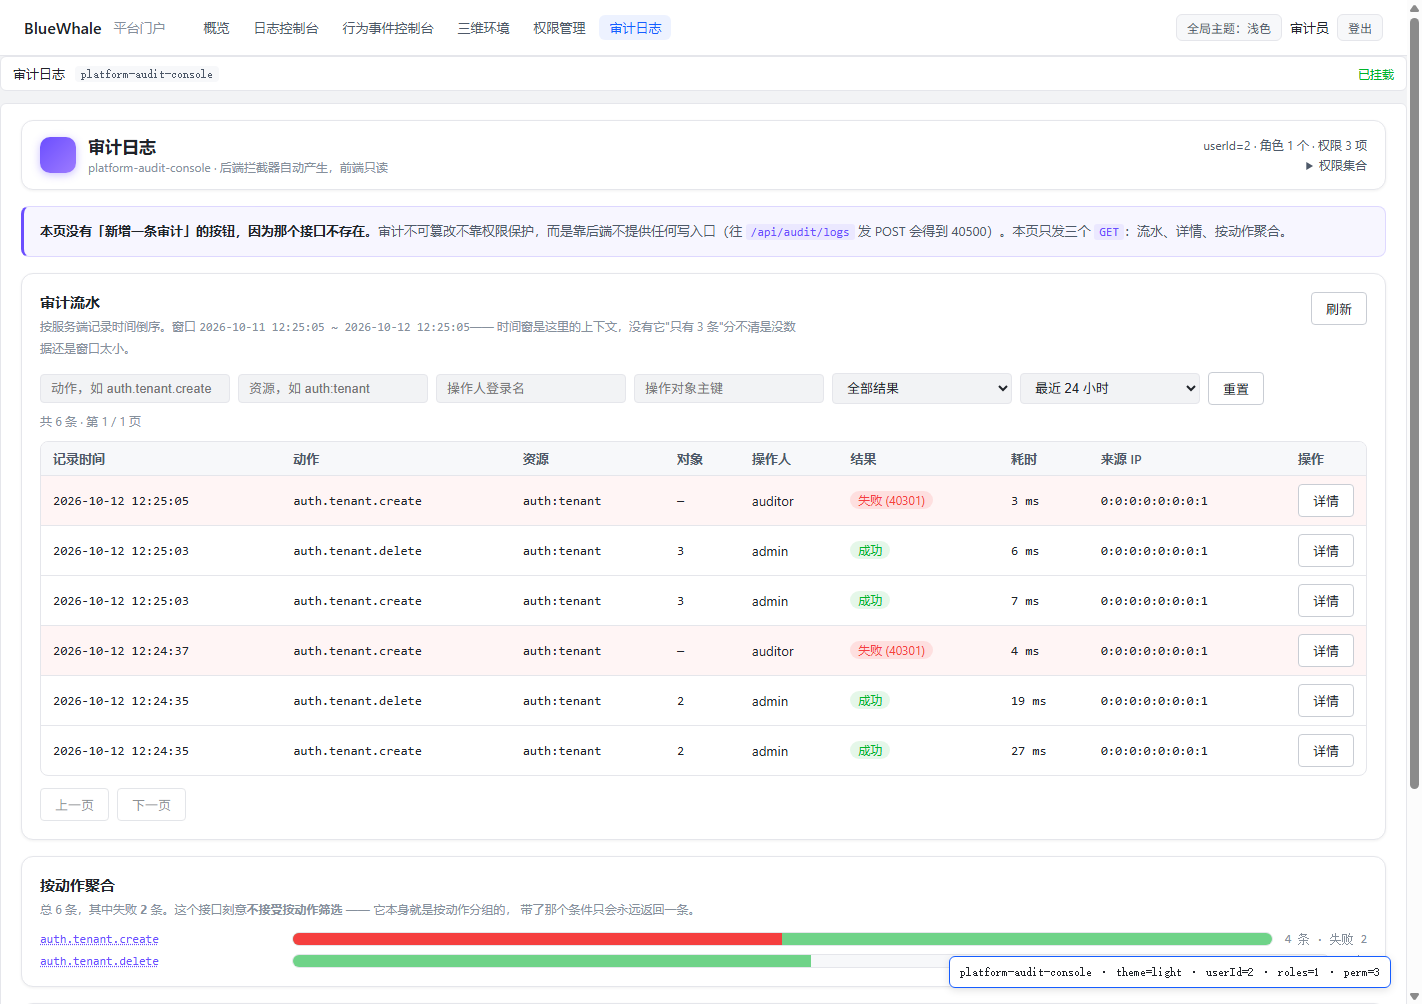 BlueWhale 平台门户 概览 日志控制台 行为事件控制台 三维环境 权限管理 审计日志 全局主题：浅色 审计员 登出
审计日志 platform-audit-console 已挂载
审计日志
platform-audit-console · 后端拦截器自动产生，前端只读
userId=2 · 角色 1 个 · 权限 3 项
▶ 权限集合
本页没有「新增一条审计」的按钮，因为那个接口不存在。审计不可篡改不靠权限保护，而是靠后端不提供任何写入口（往 /api/audit/logs 发 POST 会得到 40500）。本页只发三个 GET：流水、详情、按动作聚合。
审计流水
刷新
按服务端记录时间倒序。窗口 2026-10-11 12:25:05 ~ 2026-10-12 12:25:05—— 时间窗是这里的上下文，没有它"只有 3 条"分不清是没数
据还是窗口太小。
动作，如 auth.tenant.create 资源，如 auth:tenant 操作人登录名 操作对象主键 全部结果 最近 24 小时 重置
共 6 条 · 第 1 / 1 页
记录时间 动作 资源 对象 操作人 结果 耗时 来源 IP 操作
2026-10-12 12:25:05 auth.tenant.create auth:tenant — auditor 失败 (40301) 3 ms 0:0:0:0:0:0:0:1 详情
2026-10-12 12:25:03 auth.tenant.delete auth:tenant 3 admin 成功 6 ms 0:0:0:0:0:0:0:1 详情
2026-10-12 12:25:03 auth.tenant.create auth:tenant 3 admin 成功 7 ms 0:0:0:0:0:0:0:1 详情
2026-10-12 12:24:37 auth.tenant.create auth:tenant — auditor 失败 (40301) 4 ms 0:0:0:0:0:0:0:1 详情
2026-10-12 12:24:35 auth.tenant.delete auth:tenant 2 admin 成功 19 ms 0:0:0:0:0:0:0:1 详情
2026-10-12 12:24:35 auth.tenant.create auth:tenant 2 admin 成功 27 ms 0:0:0:0:0:0:0:1 详情
上一页 下一页
按动作聚合
总 6 条，其中失败 2 条。这个接口刻意不接受按动作筛选 —— 它本身就是按动作分组的， 带了那个条件只会永远返回一条。
auth.tenant.create 4 条 · 失败 2
auth.tenant.delete
platform-audit-console · theme=light · userId=2 · roles=1 · perm=3